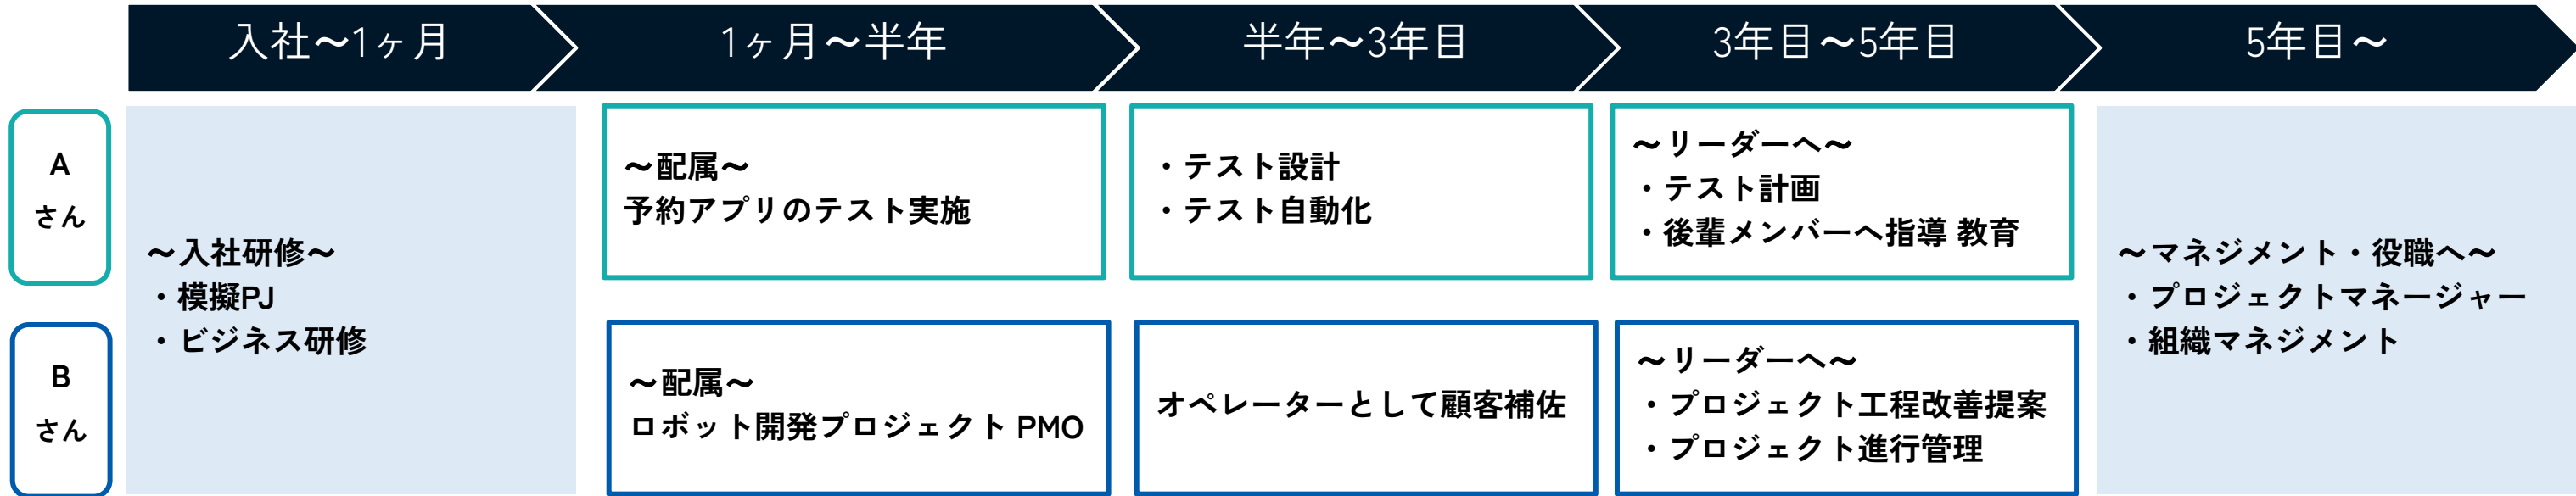 入社～1ヶ月
1ヶ月～半年
半年～3年目
3年目～5年目
5年目～
A
さん
～入社研修～
・模擬PJ
・ビジネス研修
～配属～
予約アプリのテスト実施
・テスト設計
・テスト自動化
～リーダーへ～
・テスト計画
・後輩メンバーへ指導 教育
～マネジメント・役職へ～
・プロジェクトマネージャー
・組織マネジメント
B
さん
～配属～
ロボット開発プロジェクト PMO
オペレーターとして顧客補佐
～リーダーへ～
・プロジェクト工程改善提案
・プロジェクト進行管理